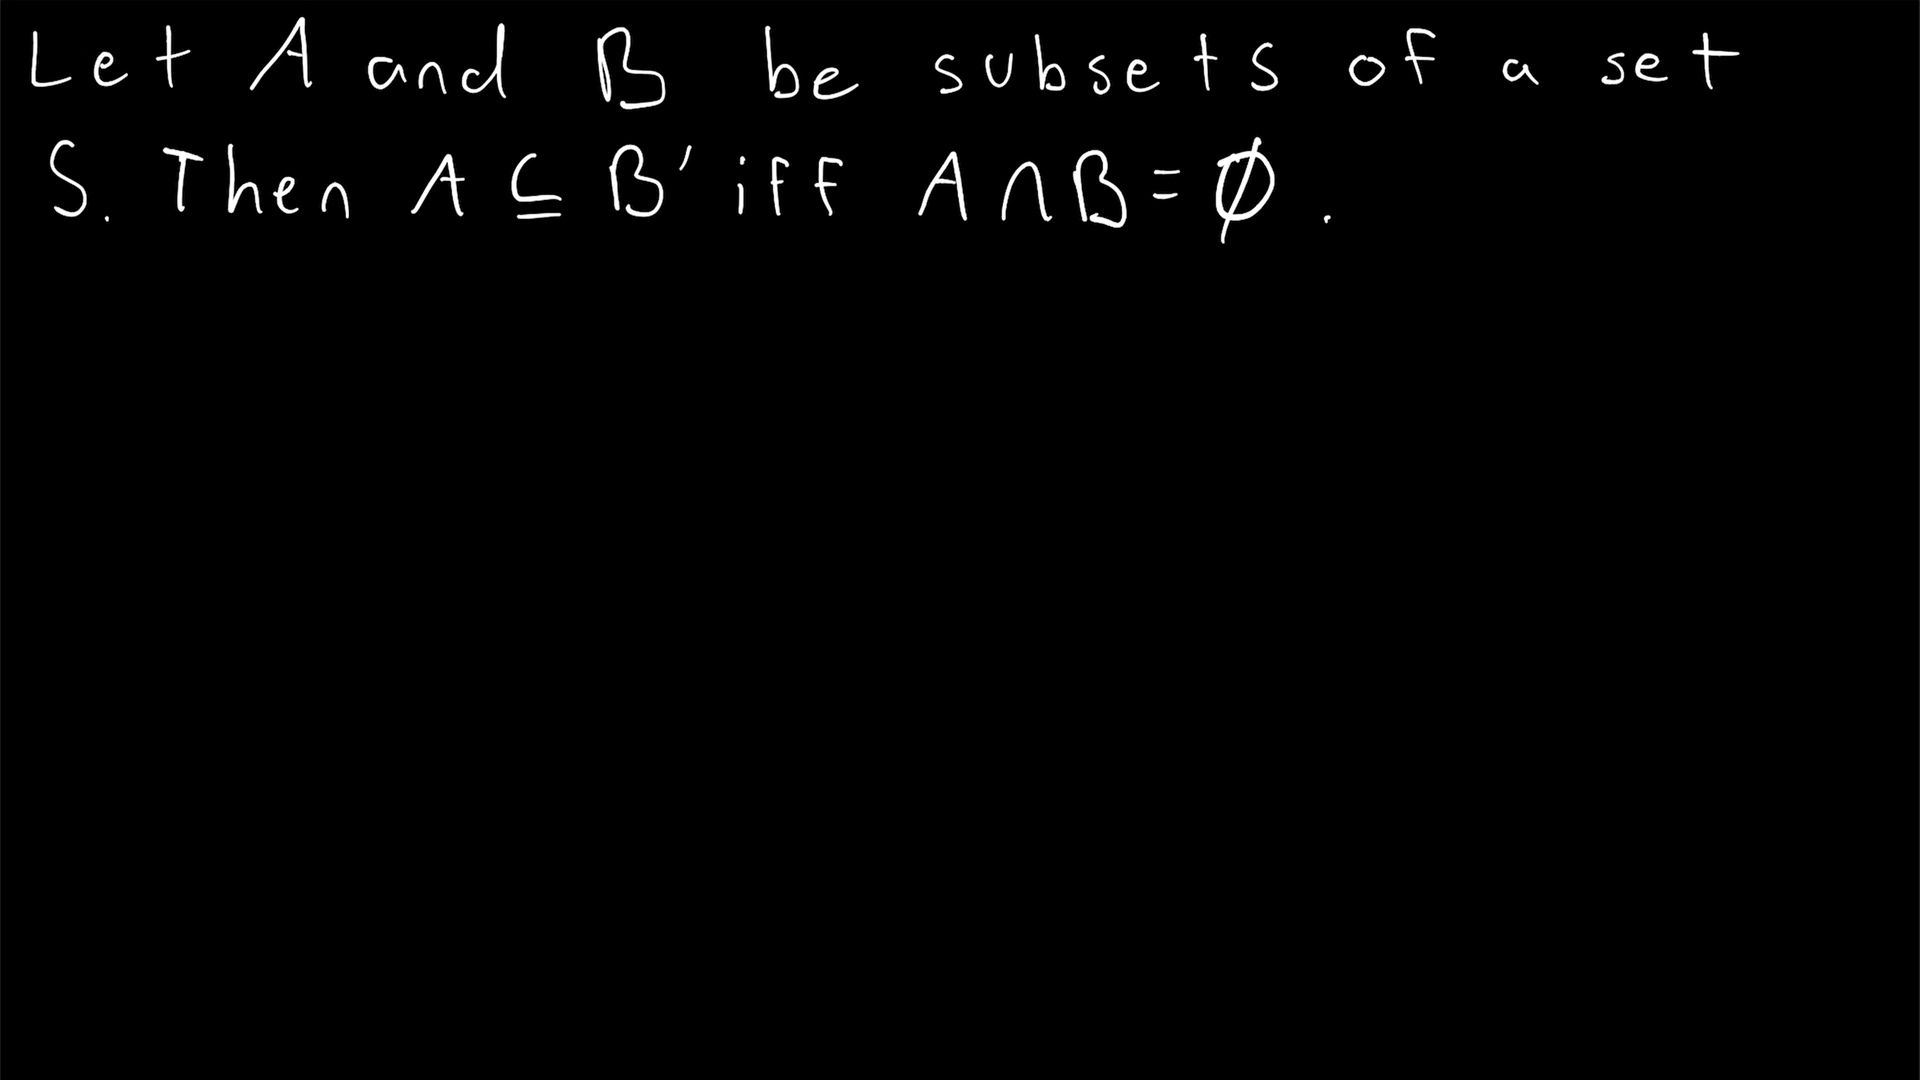 Let A and B be subsets of a set
S. Then A ⊆ B' iff A∩B=∅.